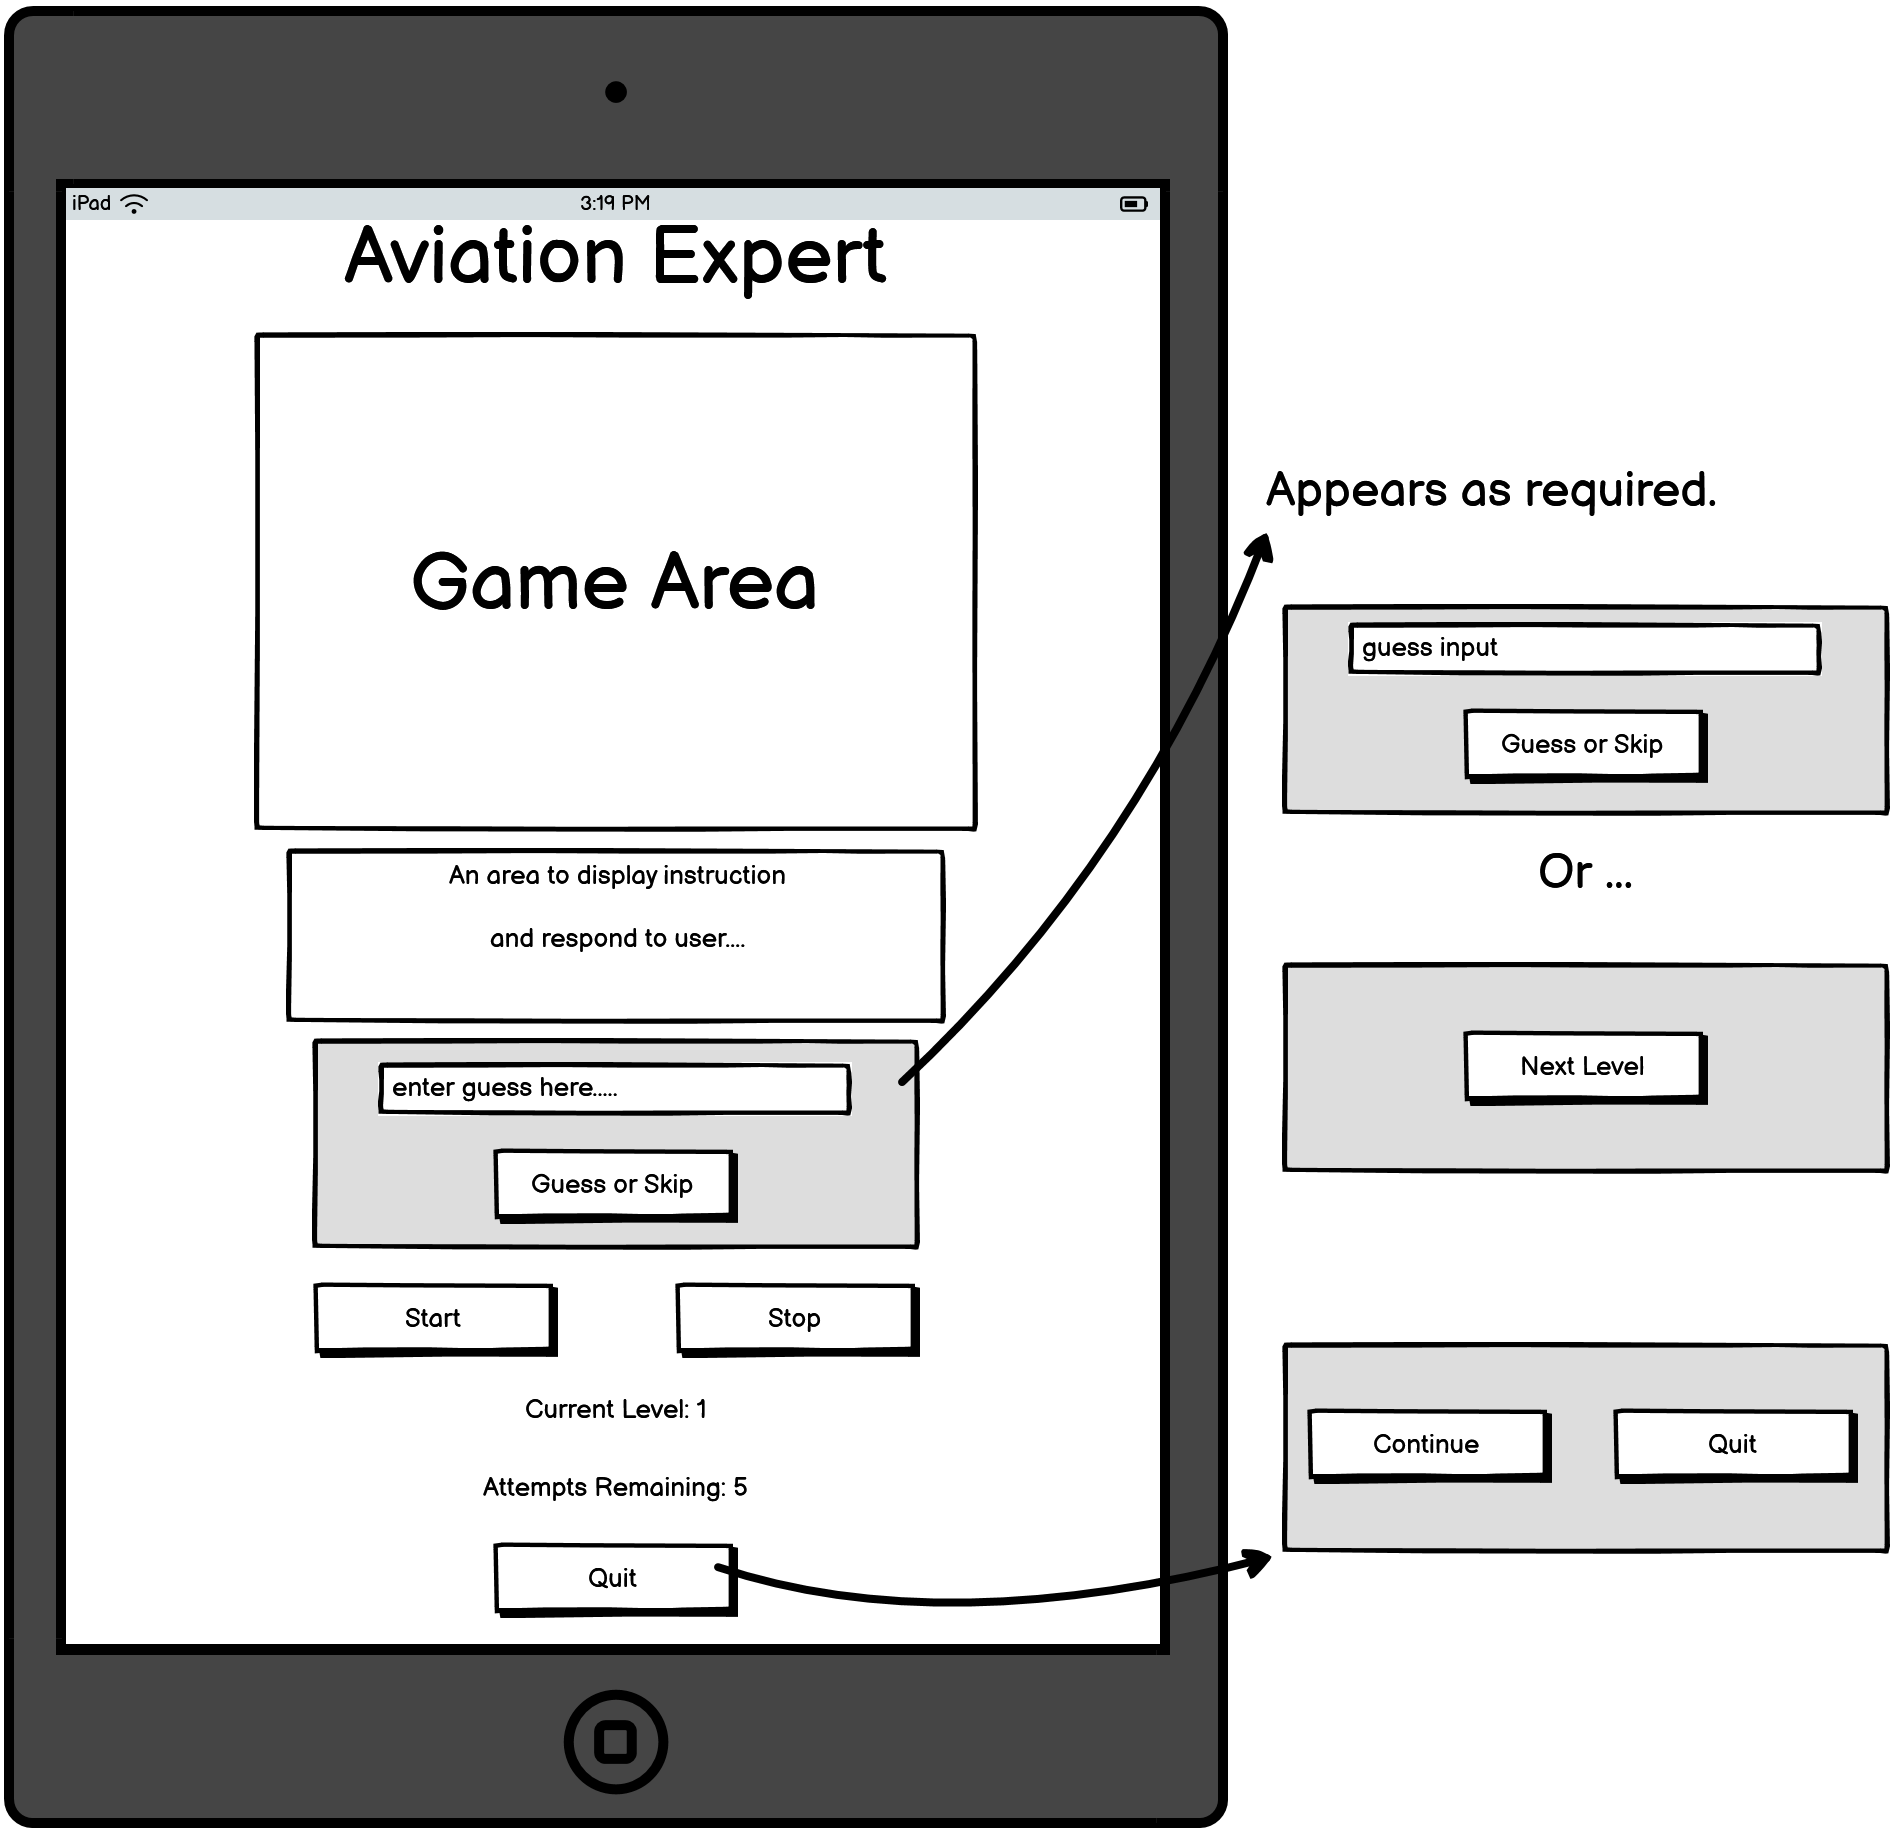 iPad
3:19 PM
Aviation Expert
Game Area
An area to display instruction
and respond to user....
enter guess here.....
Guess or Skip
Start
Stop
Current Level: 1
Attempts Remaining: 5
Quit
Appears as required.
guess input
Guess or Skip
Or ...
Next Level
Continue
Quit